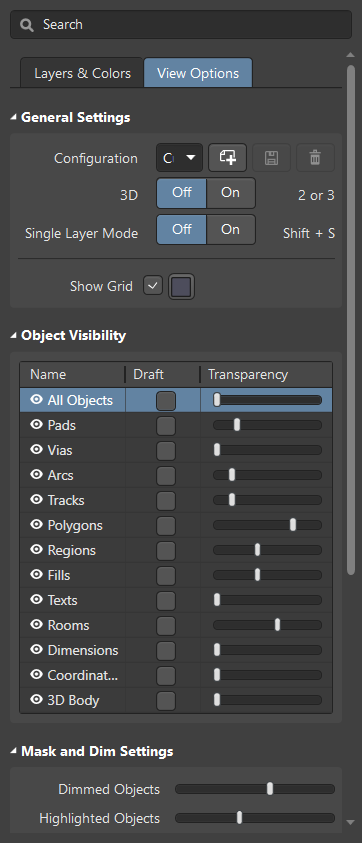 Search
Layers & Colors View Options
General Settings
Configuration
3D Off On 2 or 3
Single Layer Mode Off On Shift + S
Show Grid
Object Visibility
Name Draft Transparency
All Objects
Pads
Vias
Arcs
Tracks
Polygons
Regions
Fills
Texts
Rooms
Dimensions
Coordinat...
3D Body
Mask and Dim Settings
Dimmed Objects
Highlighted Objects